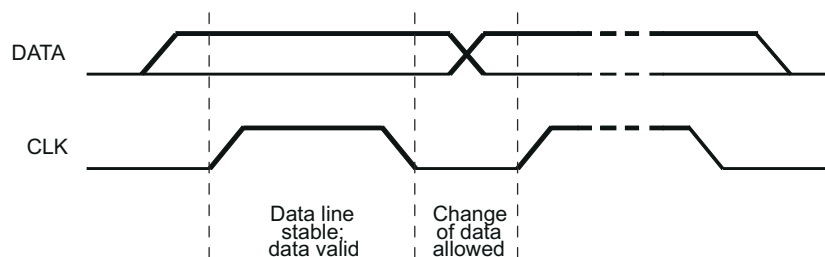 DATA
CLK
Data line
stable;
data valid
Change
of data
allowed